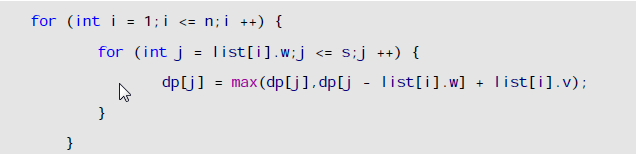 for (int i = 1;i <= n;i ++) {
for (int j = list[i].w;j <= s;j ++) {
dp[j] = max(dp[j],dp[j - list[i].w] + list[i].v);
}
}